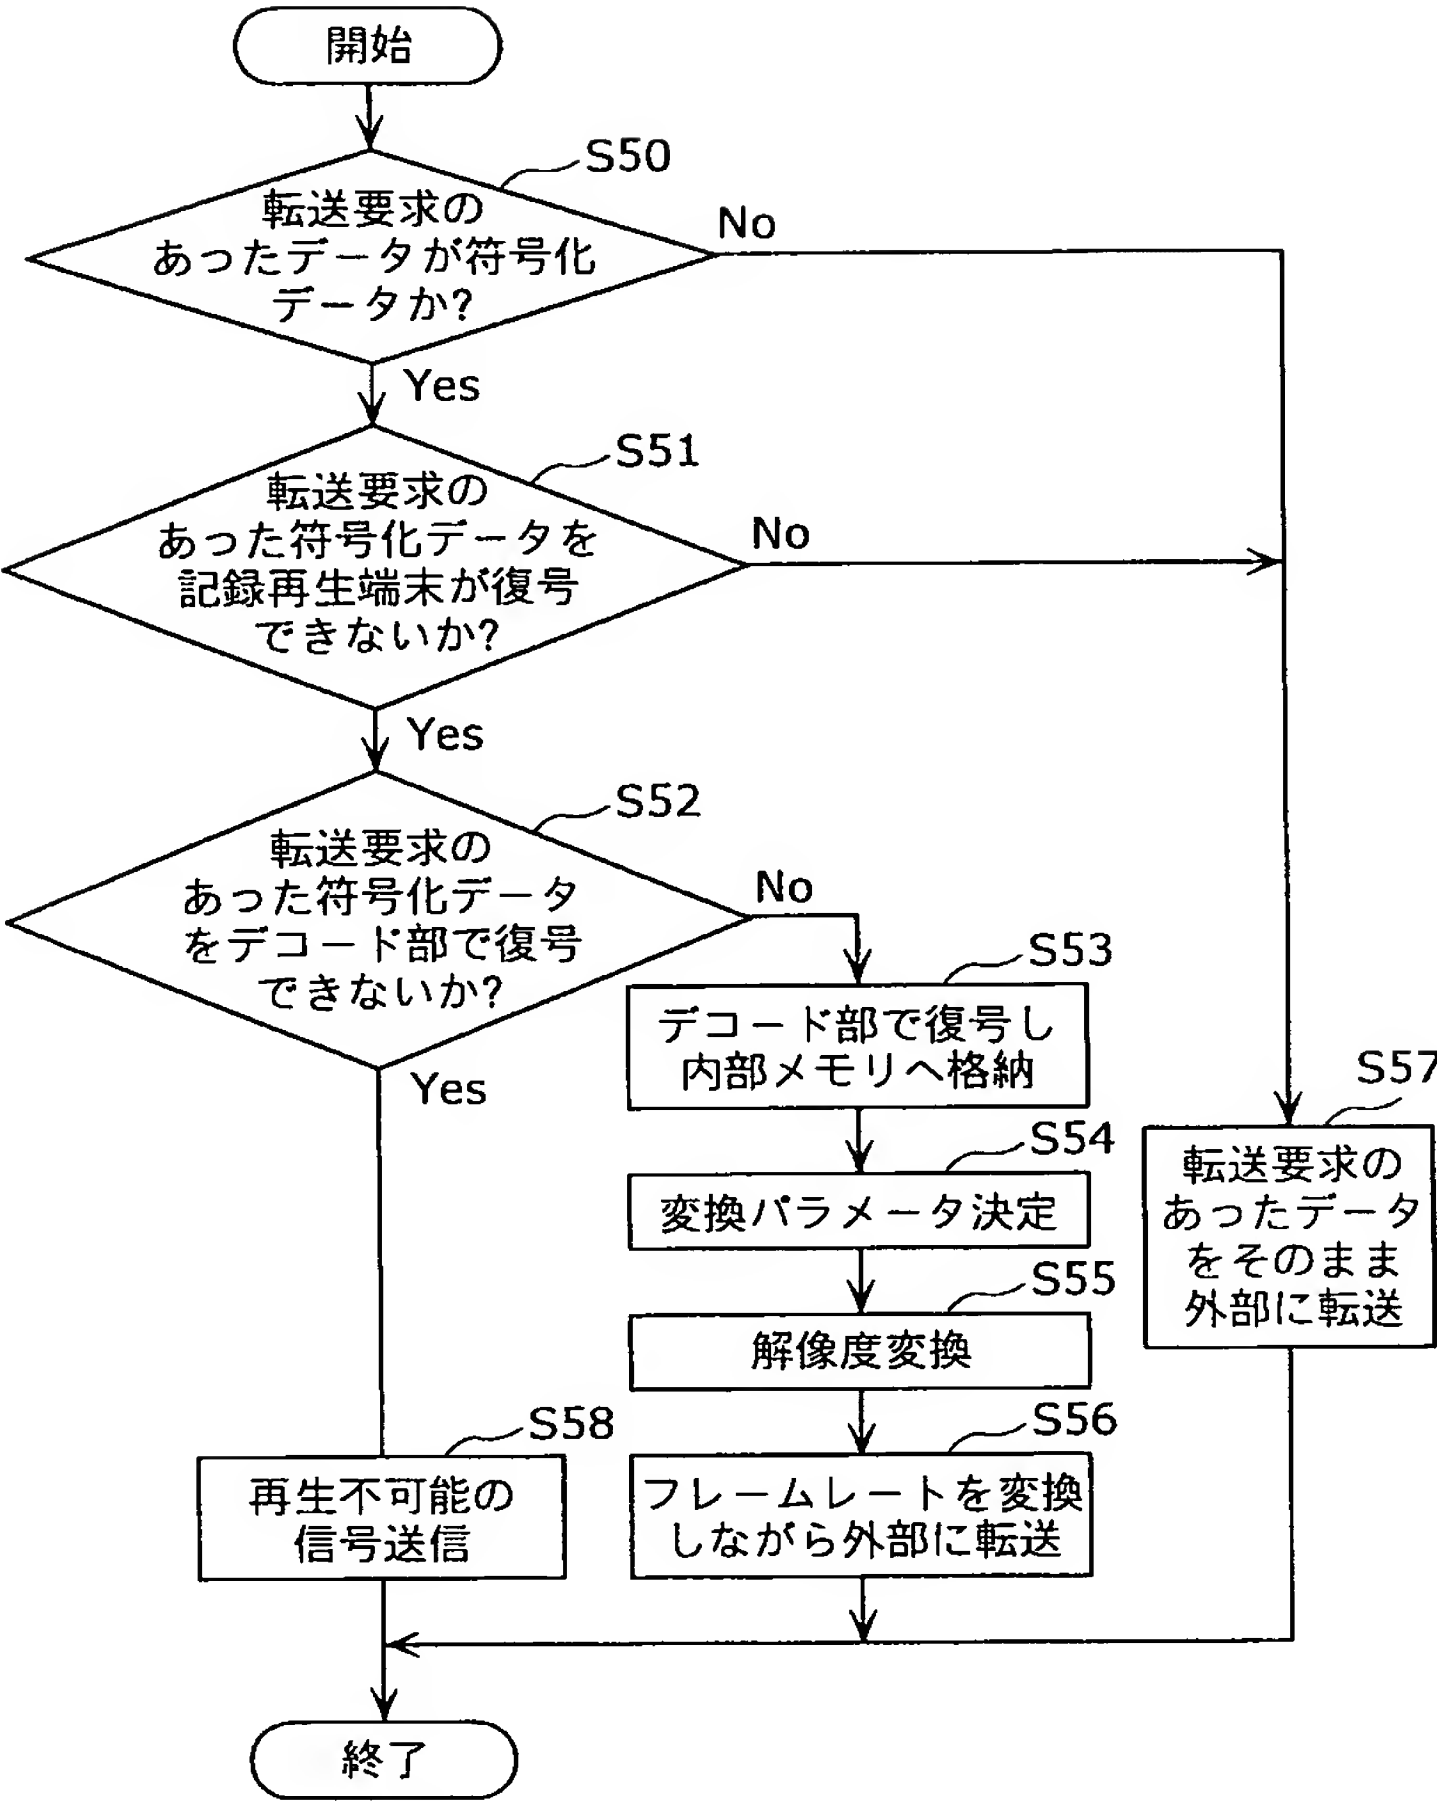 開始
S50
転送要求の
あったデータが符号化
データか?
No
Yes
S51
転送要求の
あった符号化データを
記録再生端末が復号
できないか?
No
Yes
S52
転送要求の
あった符号化データ
をデコード部で復号
できないか?
No
Yes
S53
デコード部で復号し
内部メモリへ格納
S54
変換パラメータ決定
S55
解像度変換
S56
フレームレートを変換
しながら外部に転送
S57
転送要求の
あったデータ
をそのまま
外部に転送
S58
再生不可能の
信号送信
終了